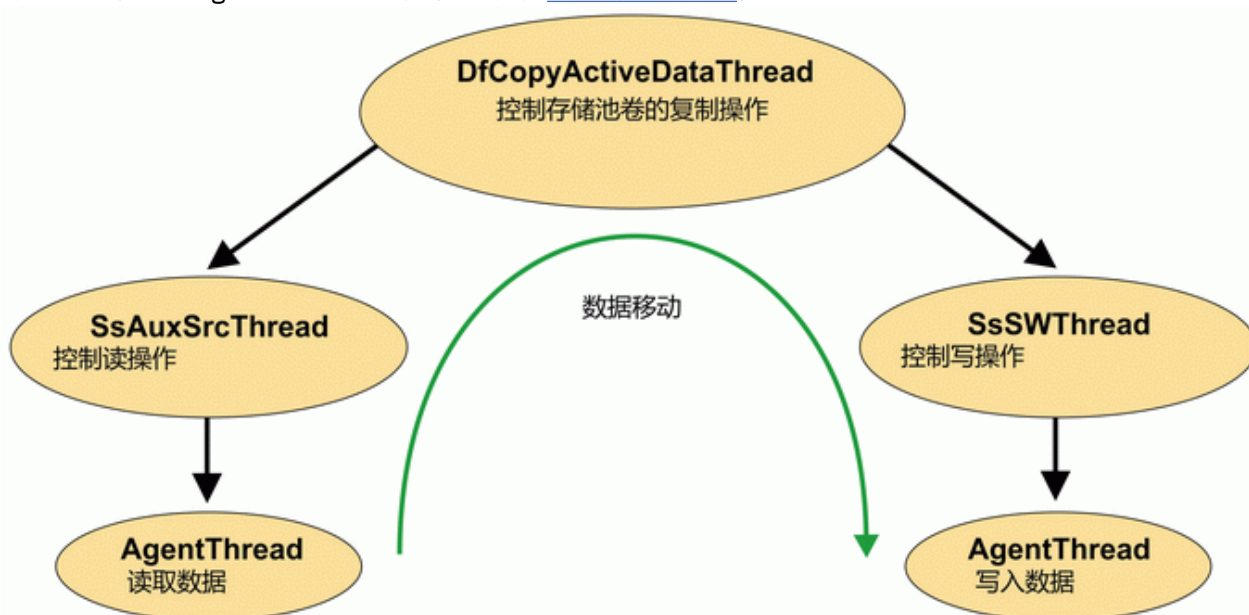 DfCopyActiveDataThread
控制存储池卷的复制操作
数据移动
SsAuxSrcThread
控制读操作
SsSWThread
控制写操作
AgentThread
读取数据
AgentThread
写入数据